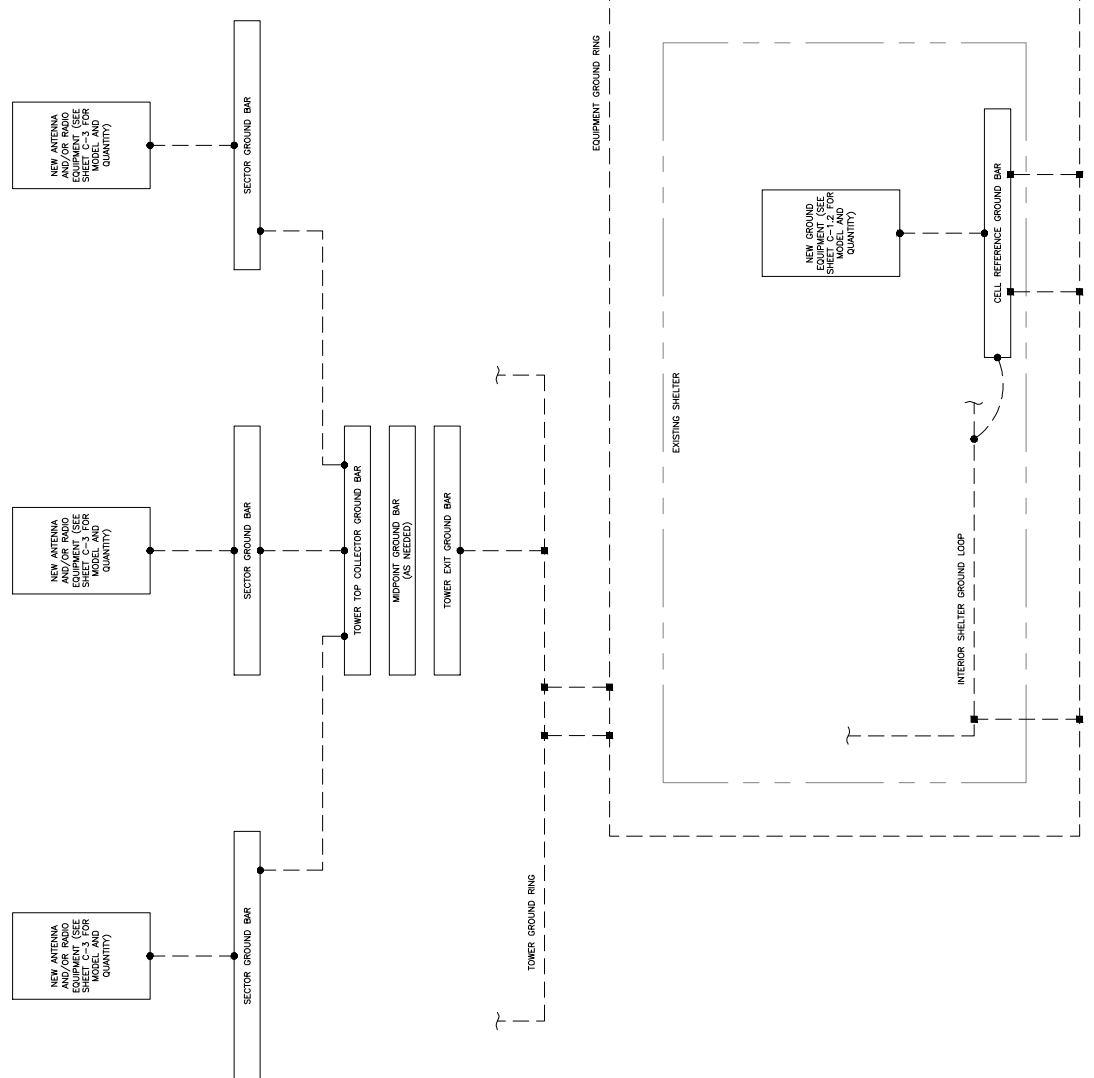 NEW ANTENNA
AND/OR RADIO
EQUIPMENT (SEE
SHEET C-3 FOR
MODEL AND
QUANTITY)
SECTOR GROUND BAR
NEW ANTENNA
AND/OR RADIO
EQUIPMENT (SEE
SHEET C-3 FOR
MODEL AND
QUANTITY)
SECTOR GROUND BAR
NEW ANTENNA
AND/OR RADIO
EQUIPMENT (SEE
SHEET C-3 FOR
MODEL AND
QUANTITY)
SECTOR GROUND BAR
TOWER TOP COLLECTOR GROUND BAR
MIDPOINT GROUND BAR
(AS NEEDED)
TOWER EXIT GROUND BAR
TOWER GROUND RING
EQUIPMENT GROUND RING
EXISTING SHELTER
NEW GROUND
EQUIPMENT (SEE
SHEET C-1.2 FOR
MODEL AND
QUANTITY)
INTERIOR SHELTER GROUND LOOP
CELL REFERENCE GROUND BAR